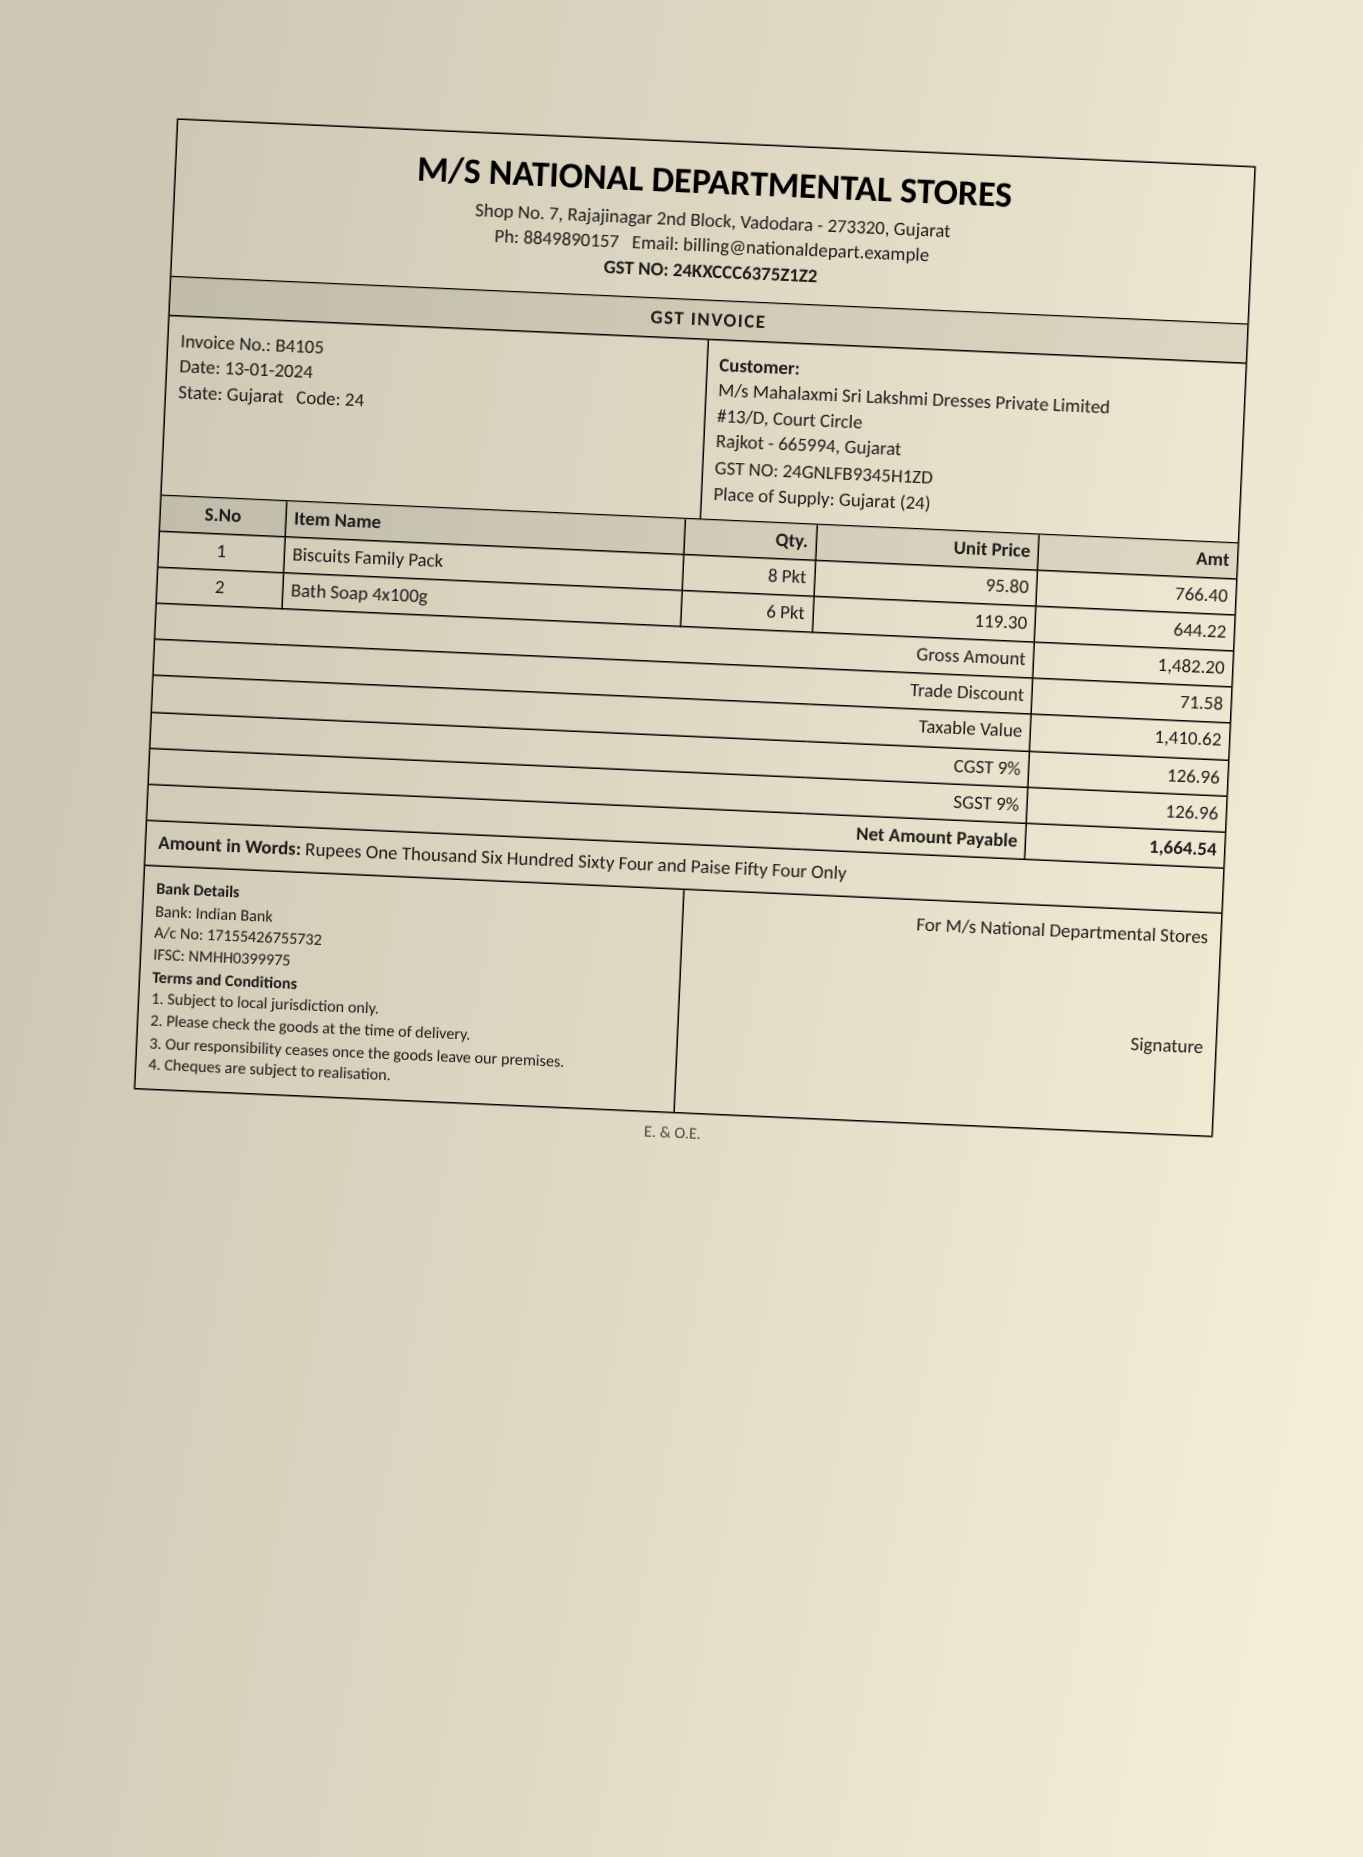 M/S NATIONAL DEPARTMENTAL STORES
Shop No. 7, Rajajinagar 2nd Block, Vadodara - 273320, Gujarat
Ph: 8849890157 Email: billing@nationaldepart.example
GST NO: 24KXCCC6375Z1Z2
GST INVOICE
Invoice No.: B4105
Date: 13-01-2024
State: Gujarat Code: 24
Customer:
M/s Mahalaxmi Sri Lakshmi Dresses Private Limited
#13/D, Court Circle
Rajkot - 665994, Gujarat
GST NO: 24GNLFB9345H1ZD
Place of Supply: Gujarat (24)
S.No Item Name Qty. Unit Price Amt
1 Biscuits Family Pack 8 Pkt 95.80 766.40
2 Bath Soap 4x100g 6 Pkt 119.30 644.22
Gross Amount 1,482.20
Trade Discount 71.58
Taxable Value 1,410.62
CGST 9% 126.96
SGST 9% 126.96
Net Amount Payable 1,664.54
Amount in Words: Rupees One Thousand Six Hundred Sixty Four and Paise Fifty Four Only
Bank Details
Bank: Indian Bank
A/c No: 17155426755732
IFSC: NMHH0399975
Terms and Conditions
1. Subject to local jurisdiction only.
2. Please check the goods at the time of delivery.
3. Our responsibility ceases once the goods leave our premises.
4. Cheques are subject to realisation.
For M/s National Departmental Stores
Signature
E. & O.E.